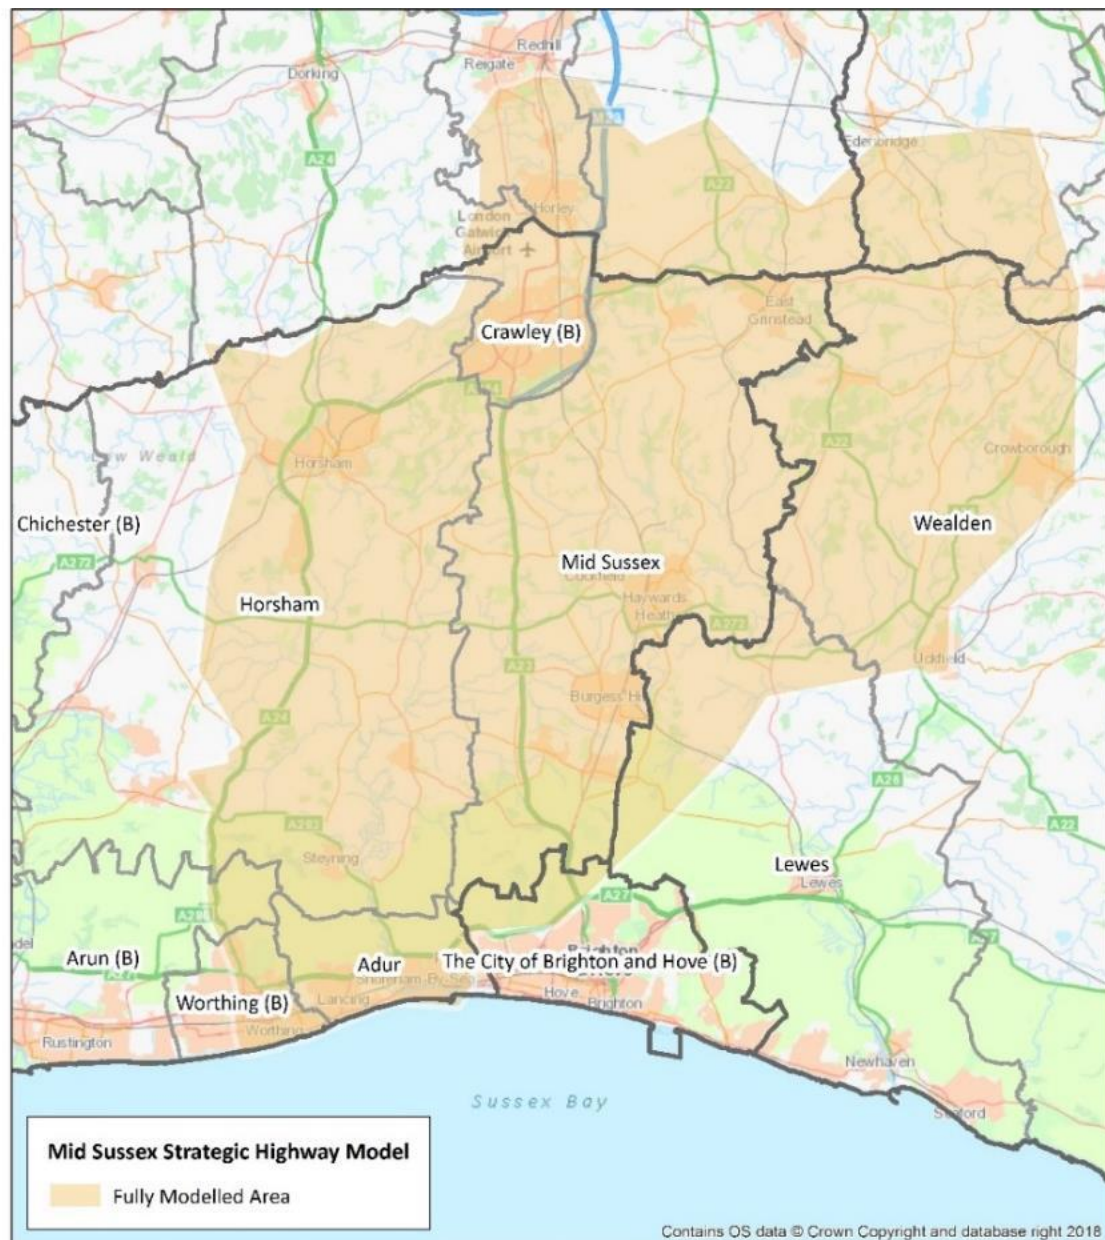 Redhill
Reigate
Dorking
M23
Edenbridge
A24
A22
Horley
London
Gatwick
Airport
East
Grinstead
Crawley (B)
Horsham
A22
Crowborough
Low Weald
Chichester (B)
Wealden
A272
Mid Sussex
Cuckfield
Horsham
Haywards
Heath
A272
A23
Uckfield
Burgess Hill
A24
A26
A22
A283
Steyning
Lewes
Lewes
A27
A27
Arun (B)
Adur
The City of Brighton and Hove (B)
Shoreham-By-Sea
Worthing (B)
Lancing
Hove
Brighton
Worthing
Rustington
Newhaven
Sussex Bay
Seaford
Mid Sussex Strategic Highway Model
Fully Modelled Area
Contains OS data © Crown Copyright and database right 2018